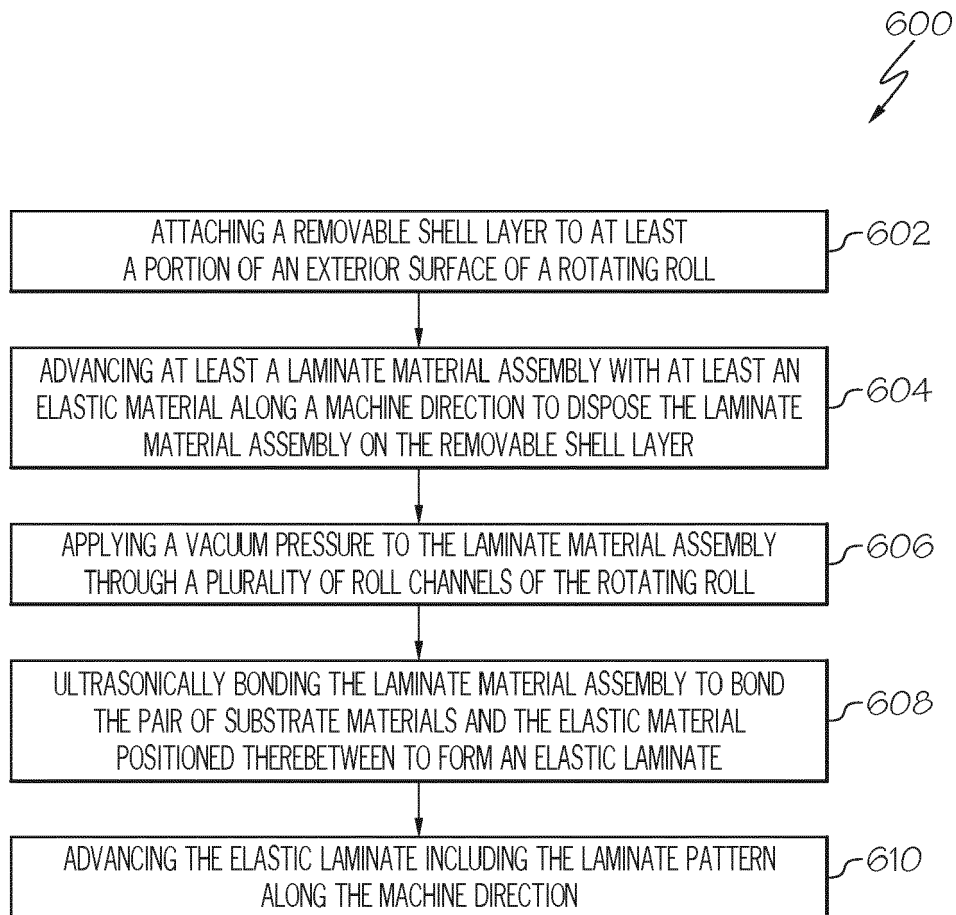 600
ATTACHING A REMOVABLE SHELL LAYER TO AT LEAST
A PORTION OF AN EXTERIOR SURFACE OF A ROTATING ROLL
602
ADVANCING AT LEAST A LAMINATE MATERIAL ASSEMBLY WITH AT LEAST AN
ELASTIC MATERIAL ALONG A MACHINE DIRECTION TO DISPOSE THE LAMINATE
MATERIAL ASSEMBLY ON THE REMOVABLE SHELL LAYER
604
APPLYING A VACUUM PRESSURE TO THE LAMINATE MATERIAL ASSEMBLY
THROUGH A PLURALITY OF ROLL CHANNELS OF THE ROTATING ROLL
606
ULTRASONICALLY BONDING THE LAMINATE MATERIAL ASSEMBLY TO BOND
THE PAIR OF SUBSTRATE MATERIALS AND THE ELASTIC MATERIAL
POSITIONED THEREBETWEEN TO FORM AN ELASTIC LAMINATE
608
ADVANCING THE ELASTIC LAMINATE INCLUDING THE LAMINATE PATTERN
ALONG THE MACHINE DIRECTION
610